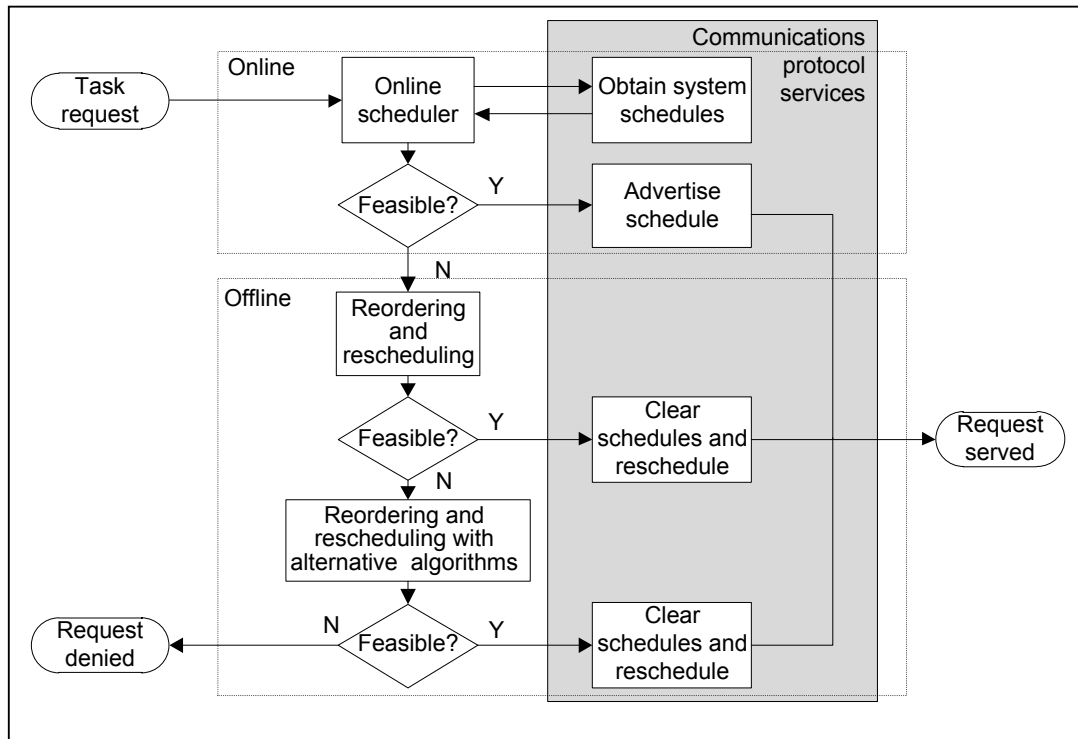 Communications
protocol
services
Online
Task
request
Online
scheduler
Obtain system
schedules
Feasible?
Y
Advertise
schedule
N
Offline
Reordering
and
rescheduling
Feasible?
Y
Clear
schedules and
reschedule
Request
served
N
Reordering and
rescheduling with
alternative algorithms
Request
denied
N
Feasible?
Y
Clear
schedules and
reschedule